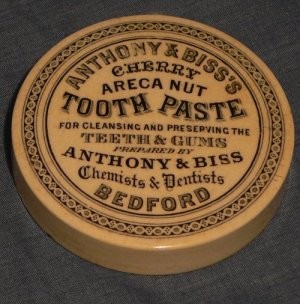 ANTHONY & BISS'S
CHERRY
ARECA NUT
TOOTH PASTE
FOR CLEANSING AND PRESERVING THE
TEETH & GUMS
PREPARED BY
ANTHONY & BISS
Chemists & Dentists
BEDFORD